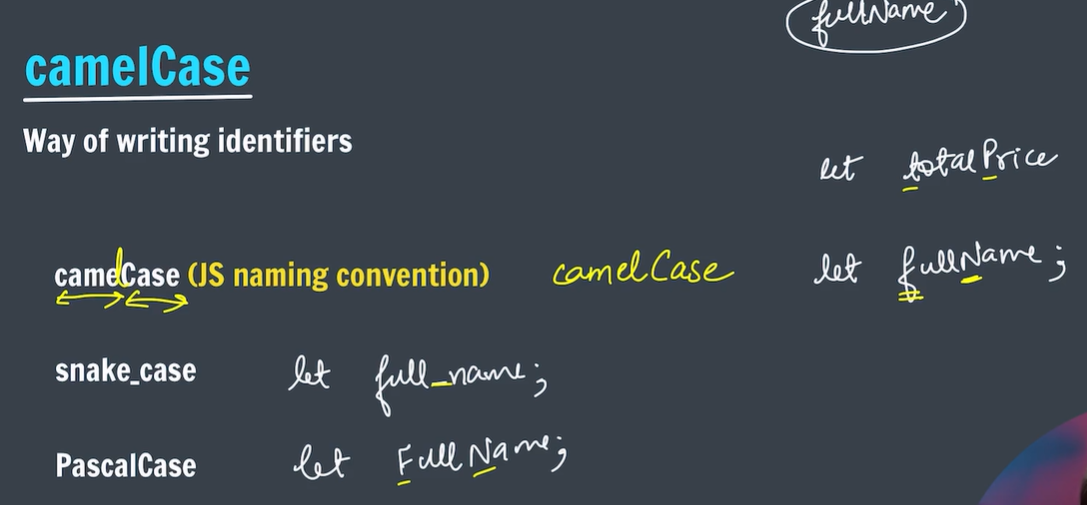 fullName
camelCase
Way of writing identifiers
let totalPrice
camelCase (JS naming convention) camelCase let fullName;
snake_case let full_name;
PascalCase let FullName;